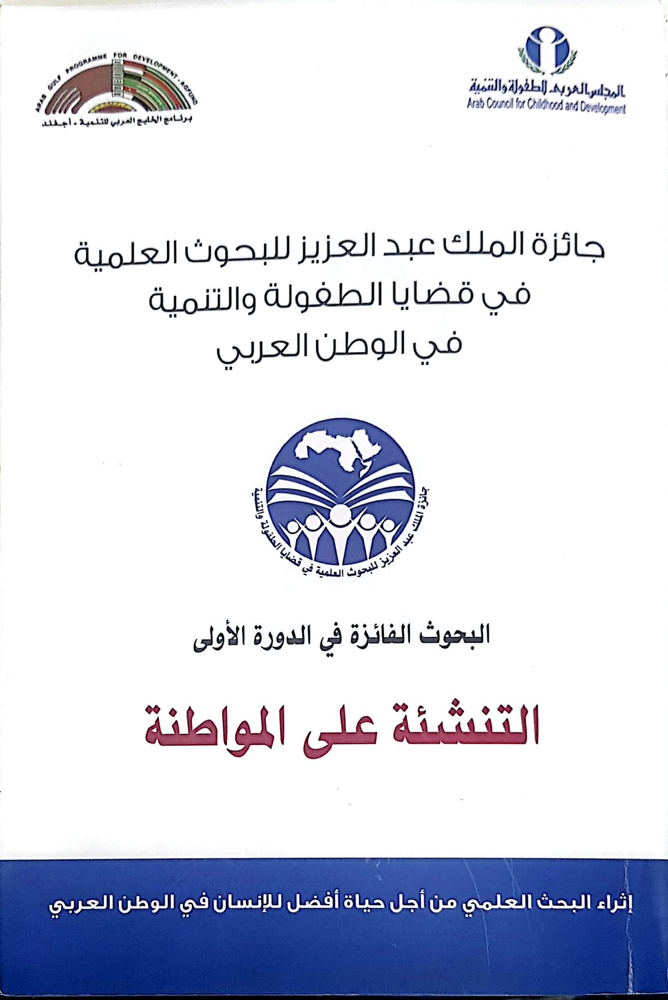 المجلس العربي للطفولة والتنمية
Arab Council for Childhood and Development
ARAB GULF PROGRAMME FOR DEVELOPMENT - AGFUND
برنامج الخليج العربي للتنمية - أجفند
جائزة الملك عبد العزيز للبحوث العلمية
في قضايا الطفولة والتنمية
في الوطن العربي
جائزة الملك عبد العزيز للبحوث العلمية في قضايا الطفولة والتنمية
البحوث الفائزة في الدورة الأولى
التنشئة على المواطنة
إثراء البحث العلمي من أجل حياة أفضل للإنسان في الوطن العربي